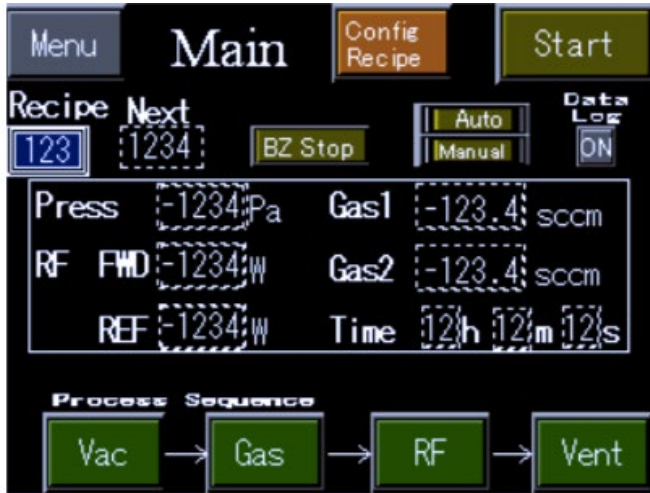 Menu Main Config Recipe Start
Recipe Next Data Log
123 1234 BZ Stop Auto Manual ON
Press -1234 Pa Gas1 -123.4 sccm
RF FWD -1234 W Gas2 -123.4 sccm
REF -1234 W Time 12 h 12 m 12 s
Process Sequence
Vac → Gas → RF → Vent